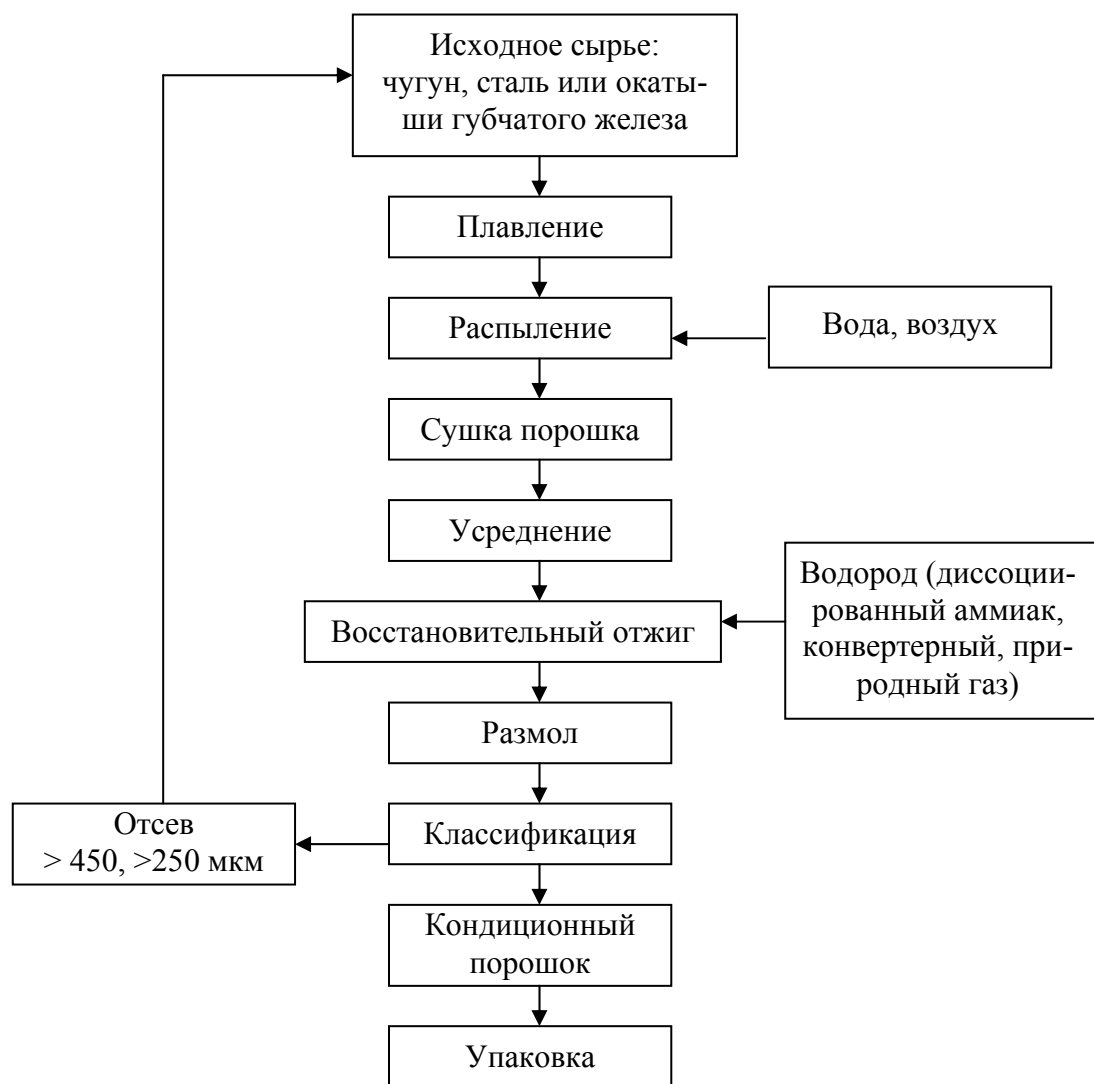 Исходное сырье:
чугун, сталь или окаты-
ши губчатого железа
Плавление
Распыление
Вода, воздух
Сушка порошка
Усреднение
Водород (диссоции-
рованный аммиак,
конвертерный, при-
родный газ)
Восстановительный отжиг
Размол
Отсев
> 450, >250 мкм
Классификация
Кондиционный
порошок
Упаковка